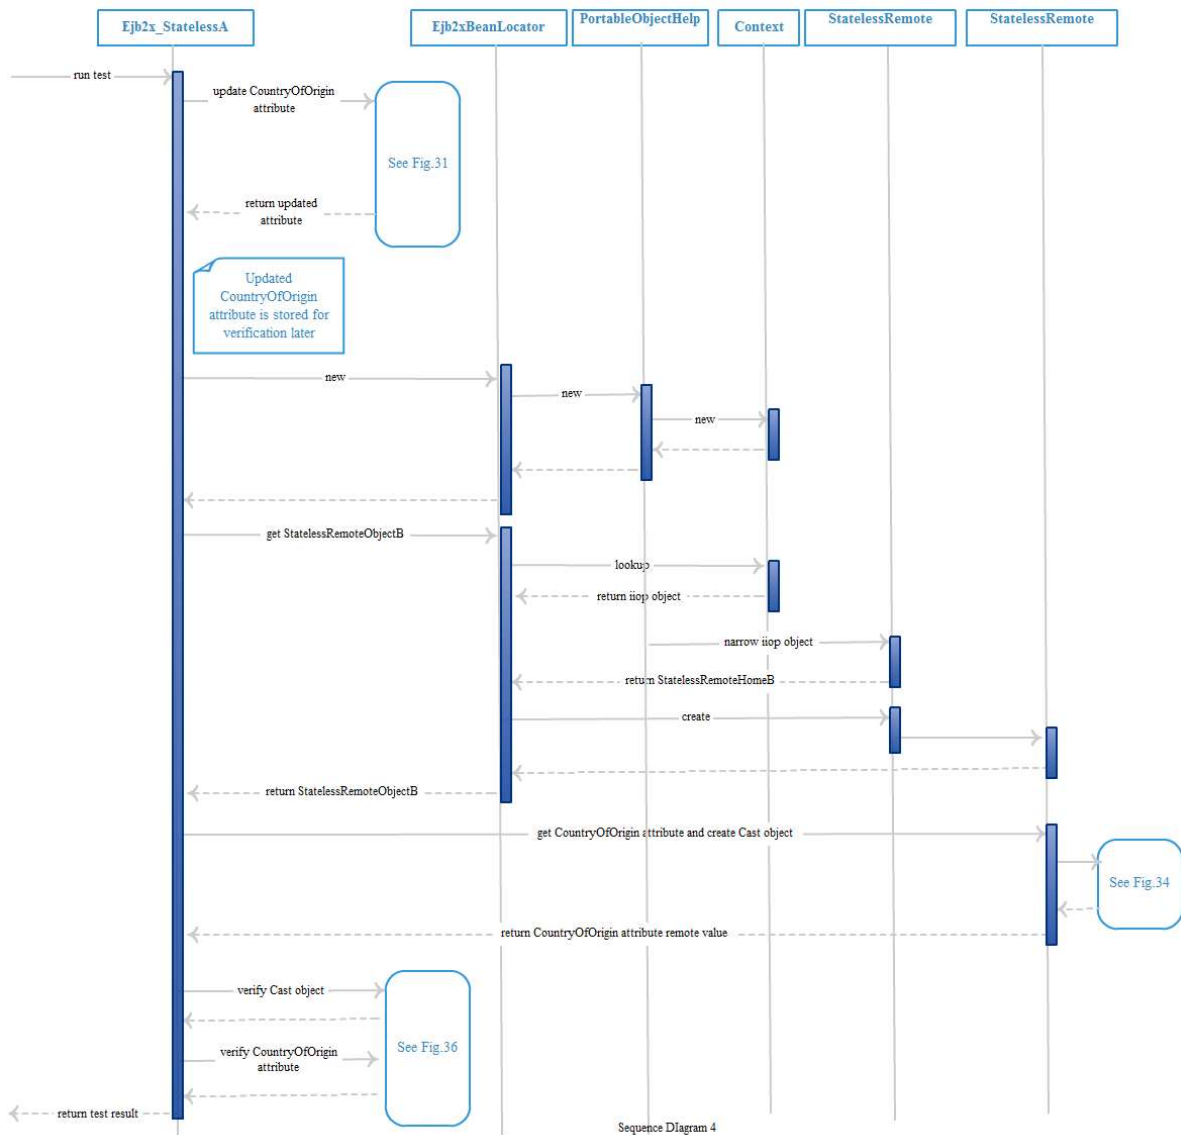 Ejb2x_StatelessA
Ejb2xBeanLocator
PortableObjectHelp
Context
StatelessRemote
StatelessRemote
run test
update CountryOfOrigin
attribute
See Fig.31
return updated
attribute
Updated
CountryOfOrigin
attribute is stored for
verification later
new
new
new
get StatelessRemoteObjectB
lookup
return iiop object
narrow iiop object
return StatelessRemoteHomeB
create
return StatelessRemoteObjectB
get CountryOfOrigin attribute and create Cast object
See Fig.34
return CountryOfOrigin attribute remote value
verify Cast object
See Fig.36
verify CountryOfOrigin
attribute
return test result
Sequence DIagram 4